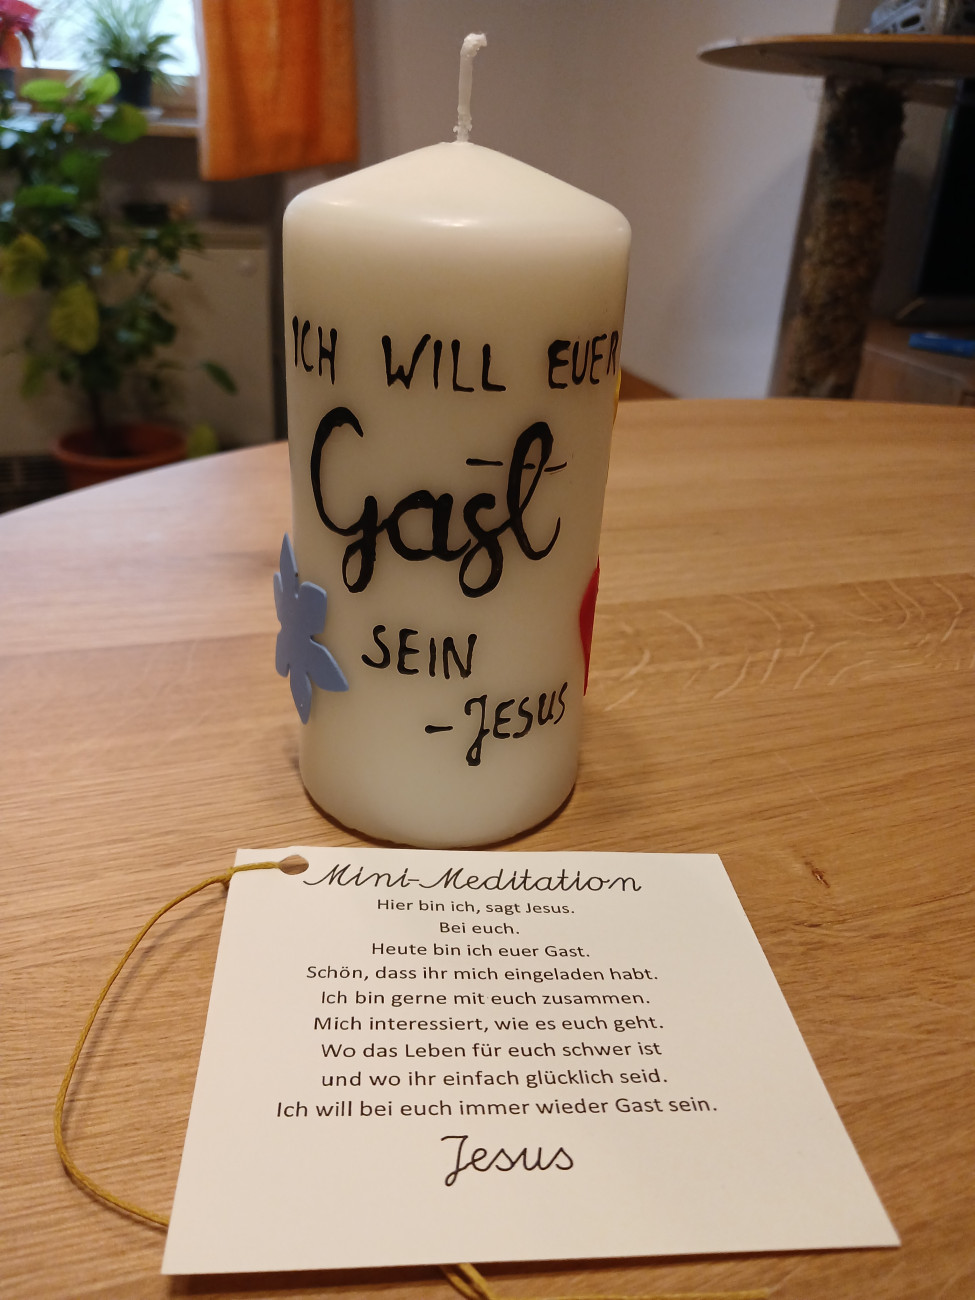 ICH WILL EUER
Gast
SEIN
-JESUS
Mini-Meditation
Hier bin ich, sagt Jesus.
Bei euch.
Heute bin ich euer Gast.
Schön, dass ihr mich eingeladen habt.
Ich bin gerne mit euch zusammen.
Mich interessiert, wie es euch geht.
Wo das Leben für euch schwer ist
und wo ihr einfach glücklich seid.
Ich will bei euch immer wieder Gast sein.
Jesus